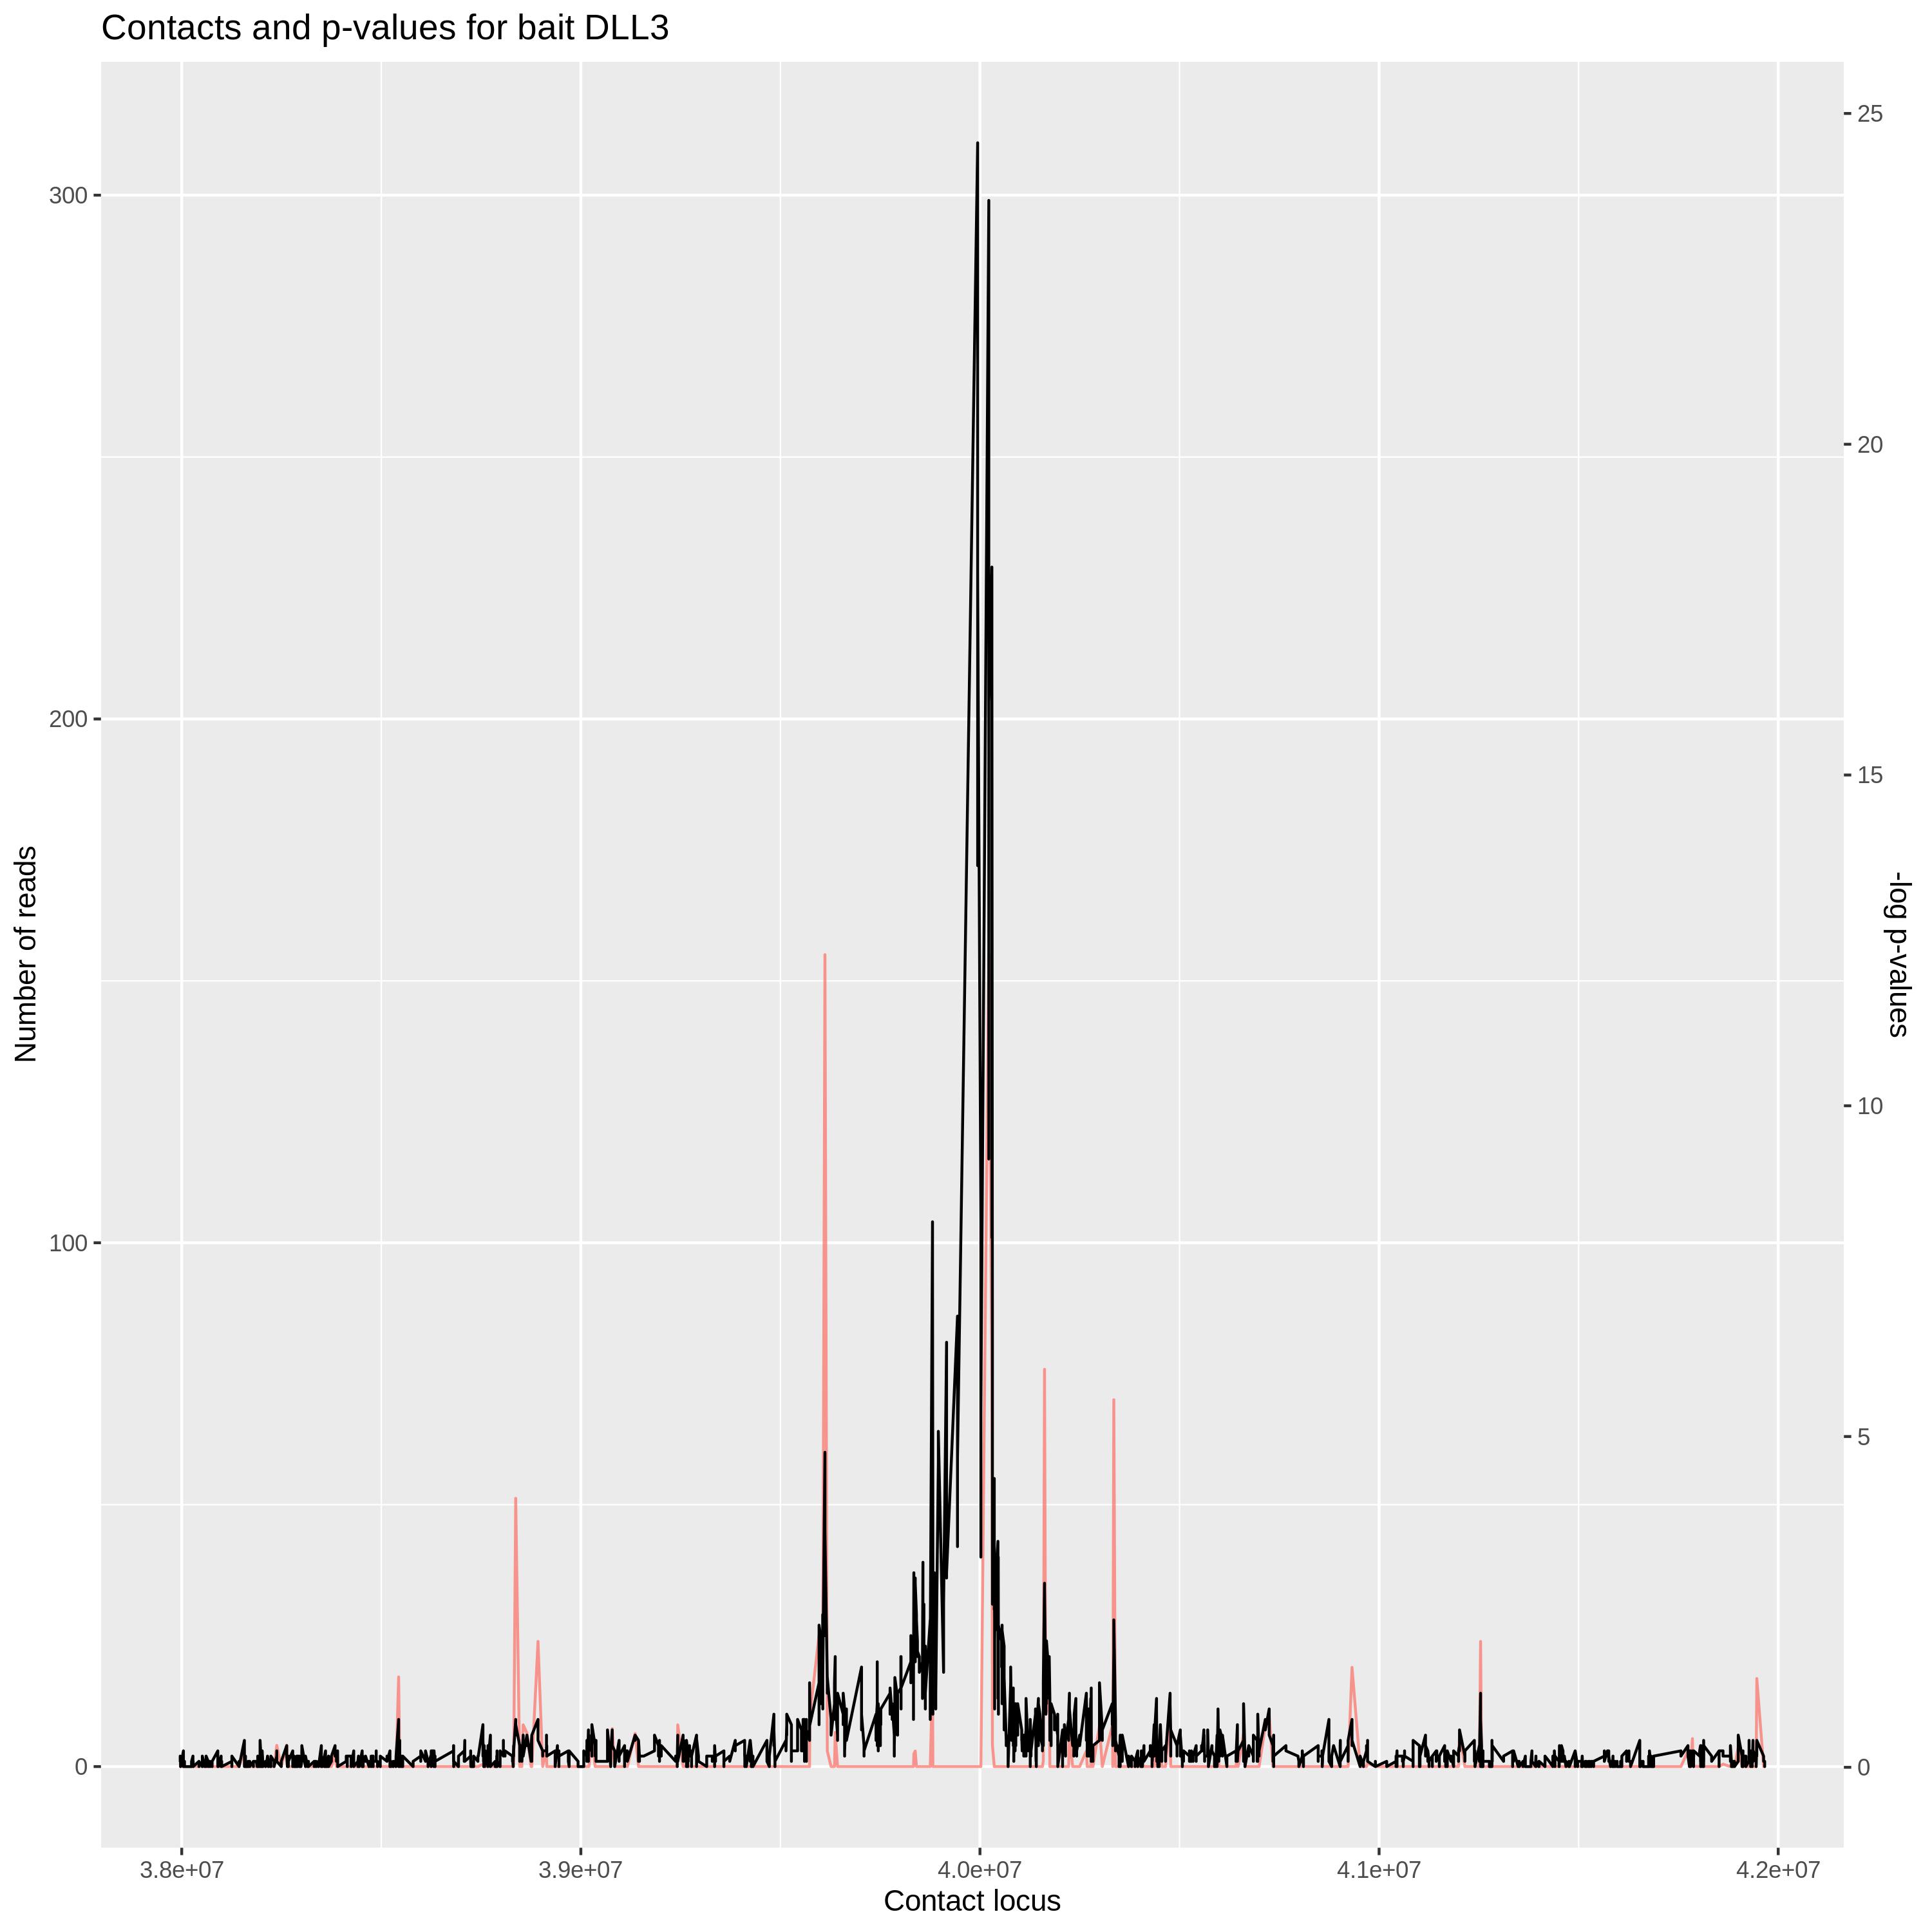 Contacts and p-values for bait DLL3
Number of reads
300
200
100
0
25
20
15
10
5
0
-log p-values
3.8e+07
3.9e+07
4.0e+07
4.1e+07
4.2e+07
Contact locus